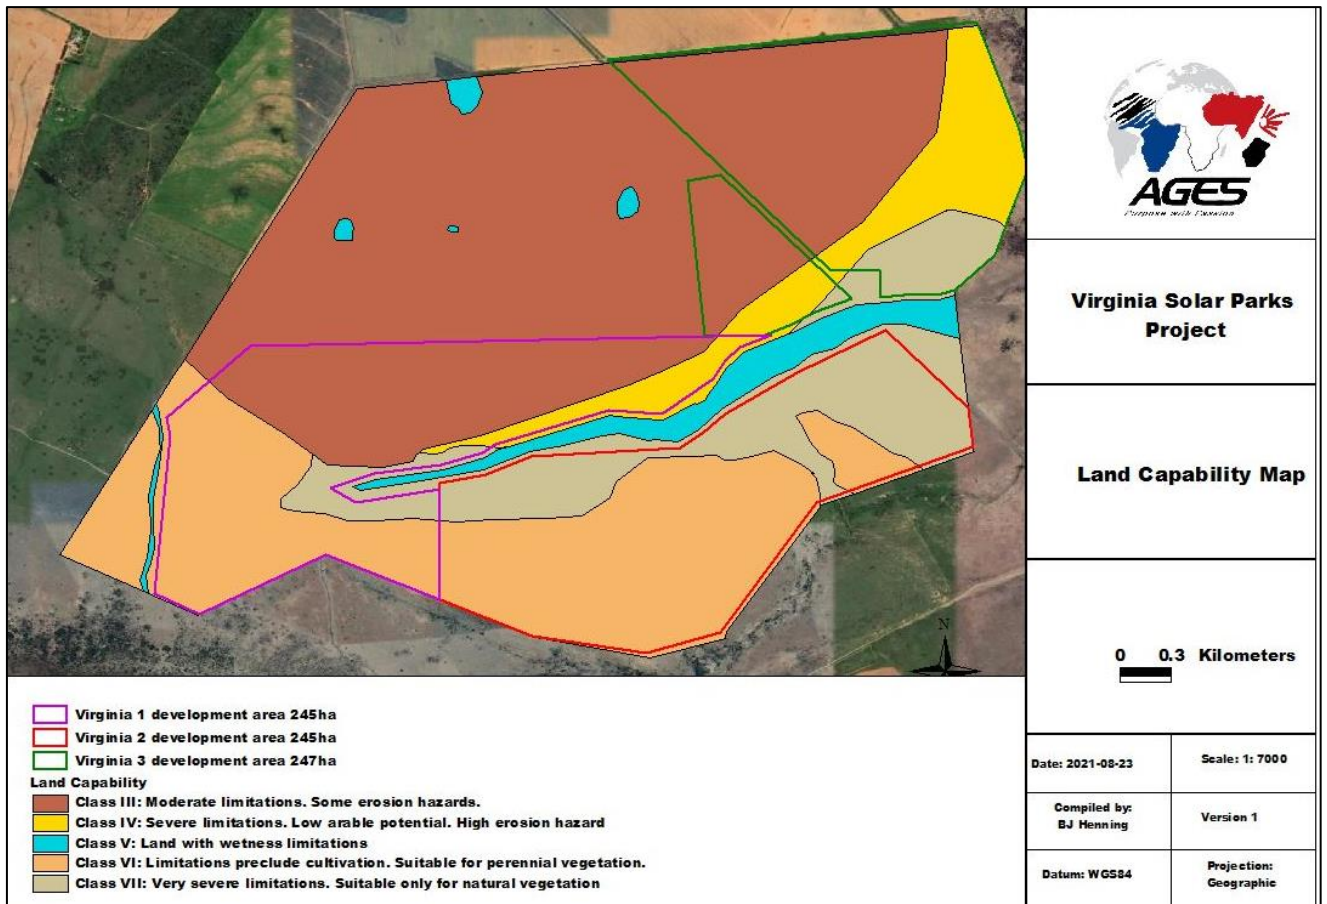 AGES
Purpose with Passion
Virginia Solar Parks
Project
Land Capability Map
N
0 0.3 Kilometers
Virginia 1 development area 245ha
Virginia 2 development area 245ha
Virginia 3 development area 247ha
Land Capability
Class III: Moderate limitations. Some erosion hazards.
Class IV: Severe limitations. Low arable potential. High erosion hazard
Class V: Land with wetness limitations
Class VI: Limitations preclude cultivation. Suitable for perennial vegetation.
Class VII: Very severe limitations. Suitable only for natural vegetation
Date: 2021-08-23
Scale: 1: 7000
Compiled by:
BJ Henning
Version 1
Datum: WGS84
Projection:
Geographic